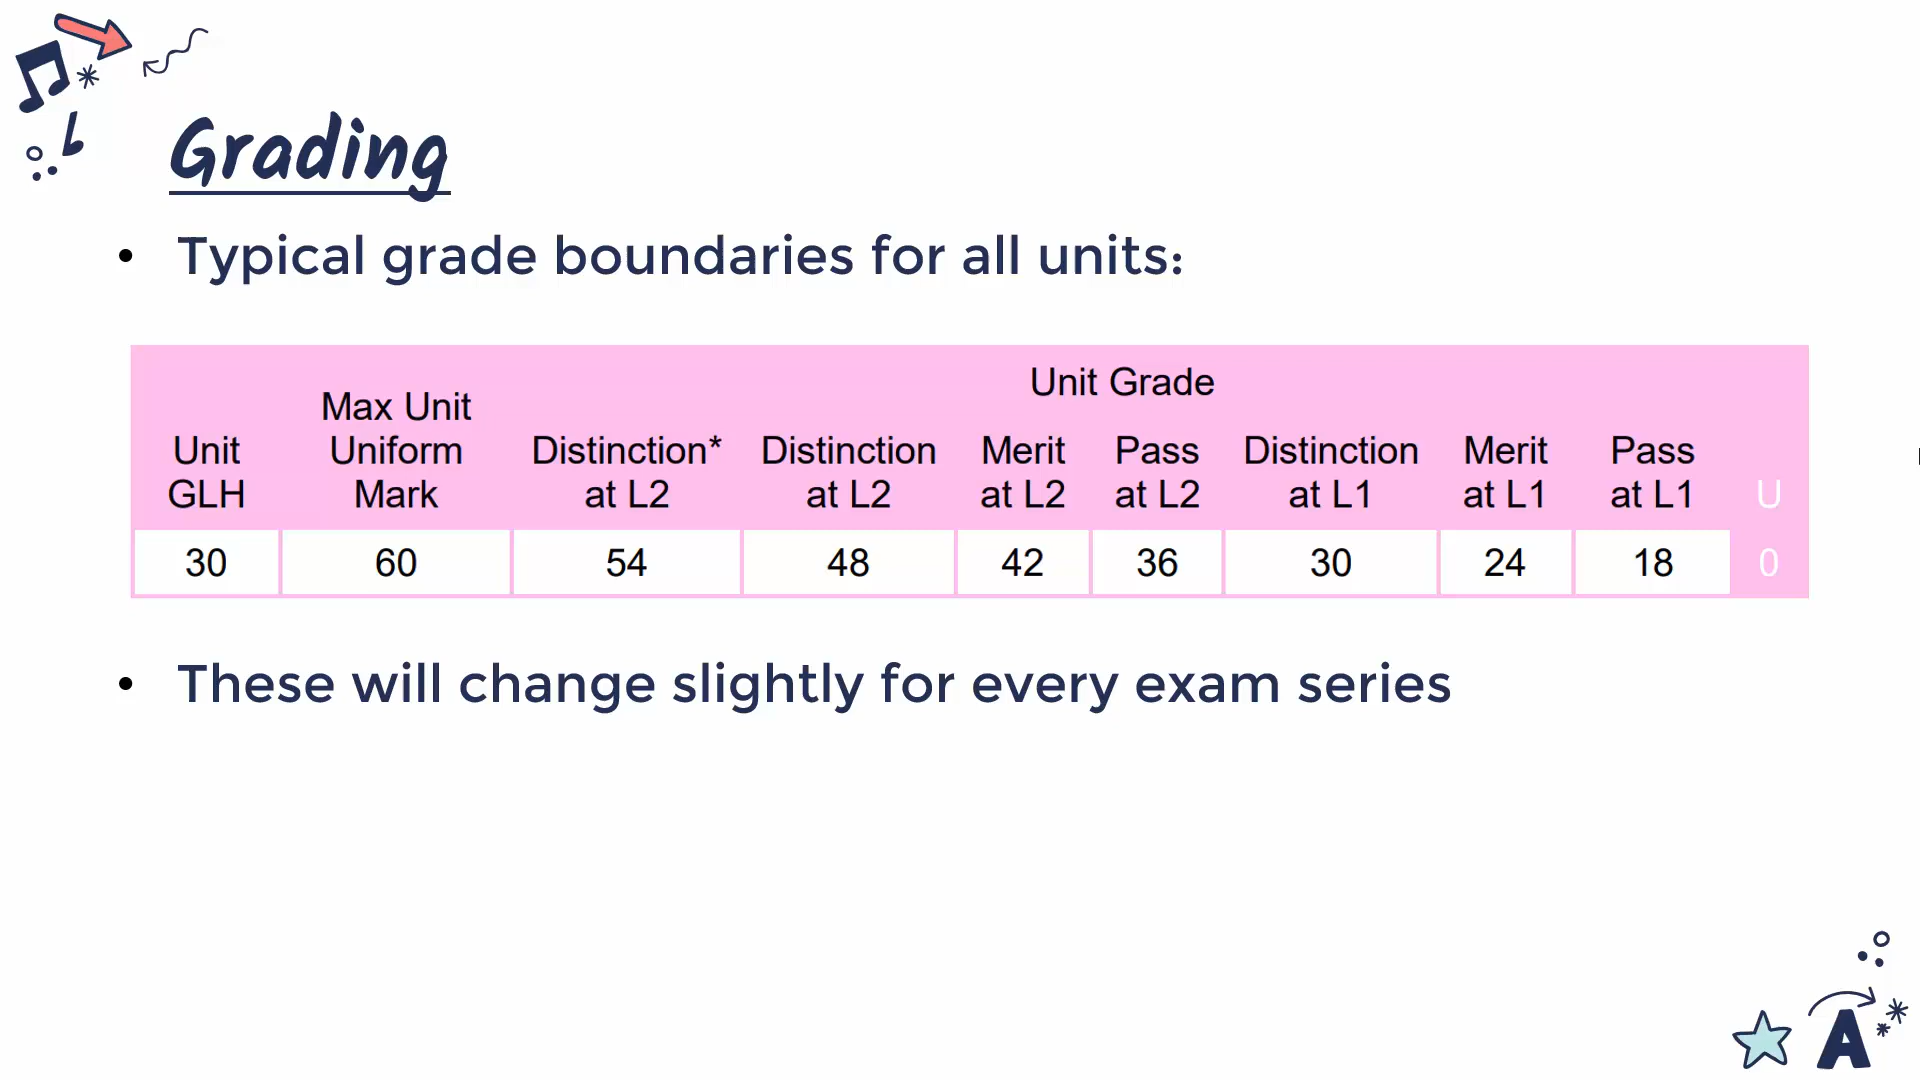 Grading
• Typical grade boundaries for all units:
Unit Grade
Unit GLH Max Unit Uniform Mark Distinction* at L2 Distinction at L2 Merit at L2 Pass at L2 Distinction at L1 Merit at L1 Pass at L1 U
30 60 54 48 42 36 30 24 18 0
• These will change slightly for every exam series
A